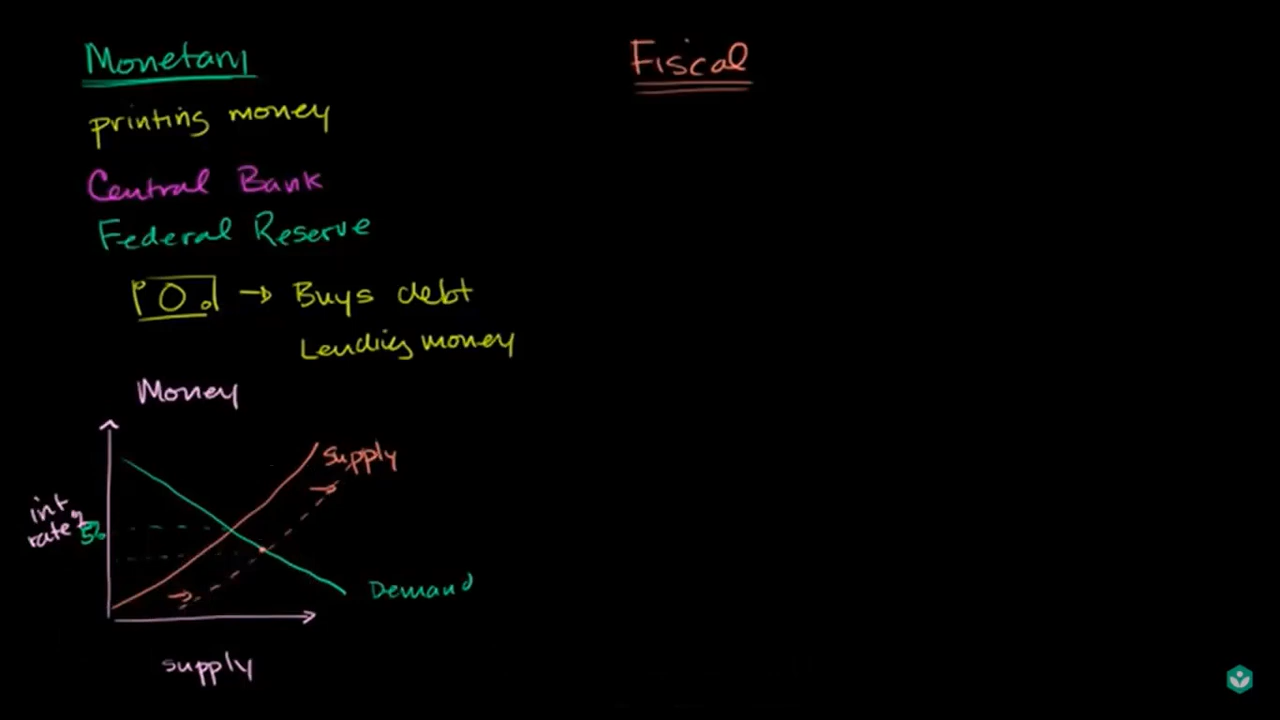 Monetary
Fiscal
printing money
Central Bank
Federal Reserve
→ Buys debt
Lending money
Money
supply
int
rate %
5%
Demand
supply